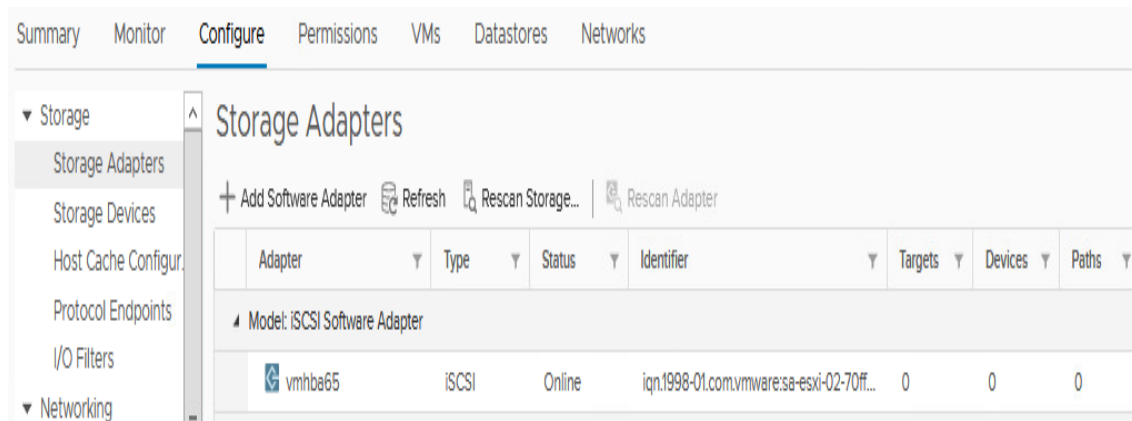 Summary Monitor Configure Permissions VMs Datastores Networks
Storage
Storage Adapters
Storage Devices
Host Cache Configur.
Protocol Endpoints
I/O Filters
Networking
Storage Adapters
Add Software Adapter Refresh Rescan Storage... Rescan Adapter
Adapter Type Status Identifier Targets Devices Paths
Model: iSCSI Software Adapter
vmhba65 iSCSI Online iqn.1998-01.com.vmware:sa-esxi-02-70ff... 0 0 0